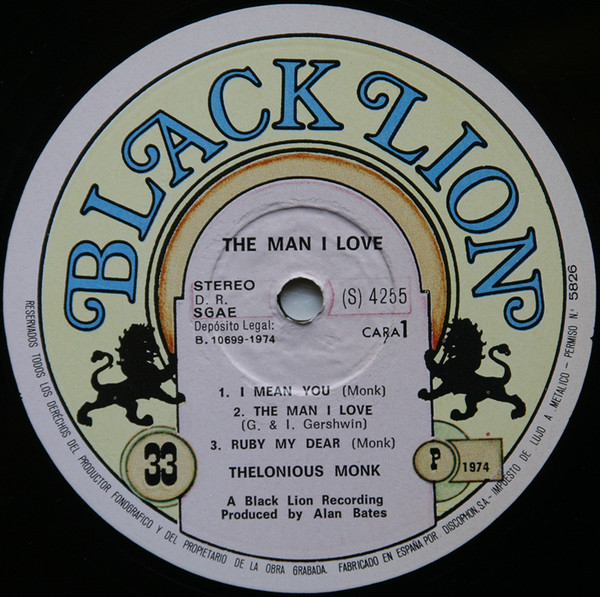 BLACK LION
THE MAN I LOVE
STEREO
D. R.
SGAE
(S) 4255
Depósito Legal:
B. 10699-1974
CARA 1
1. I MEAN YOU (Monk)
2. THE MAN I LOVE
(G. & I. Gershwin)
3. RUBY MY DEAR (Monk)
THELONIOUS MONK
33
P
1974
A Black Lion Recording
Produced by Alan Bates
RESERVADOS TODOS LOS DERECHOS DEL PRODUCTOR FONOGRAFICO Y DEL PROPIETARIO DE LA OBRA GRABADA. FABRICADO EN ESPAÑA POR DISCOPHON, S.A.- IMPUESTO DE LUJO A. METALICO - PERMISO N.º 5826